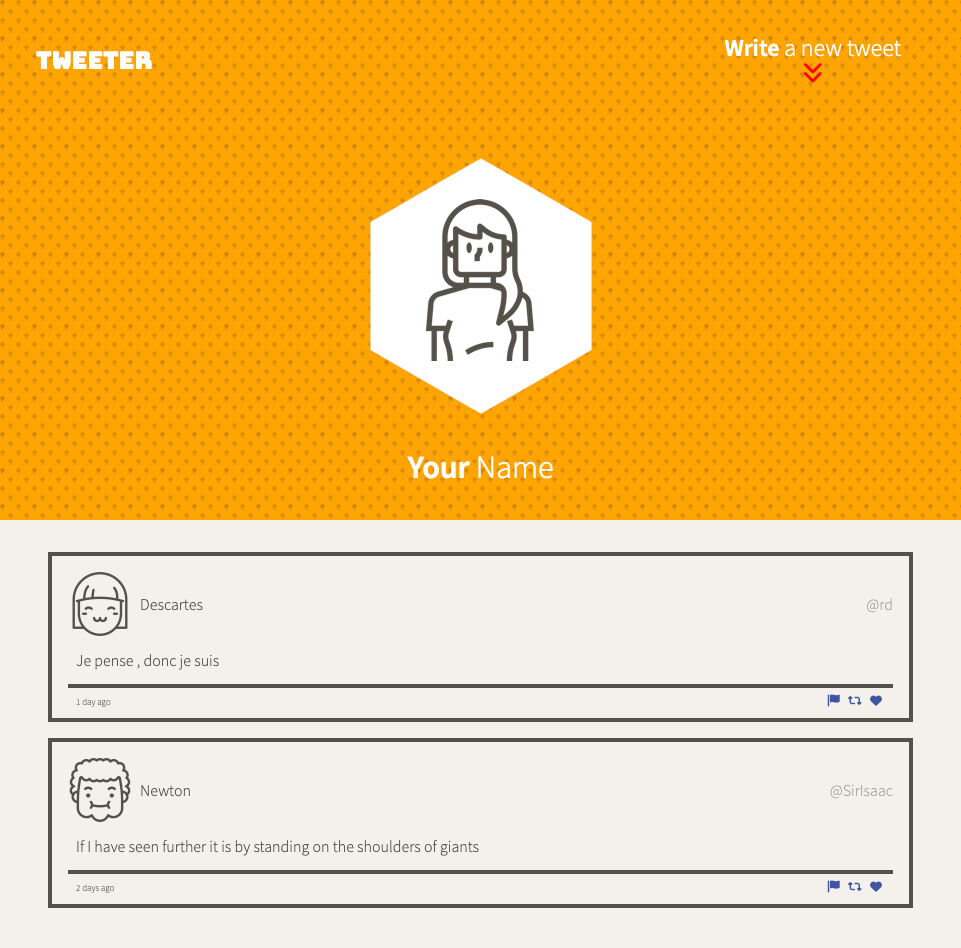 TWEETER
Write a new tweet
Your Name
Descartes
@rd
Je pense , donc je suis
1 day ago
Newton
@SirIsaac
If I have seen further it is by standing on the shoulders of giants
2 days ago